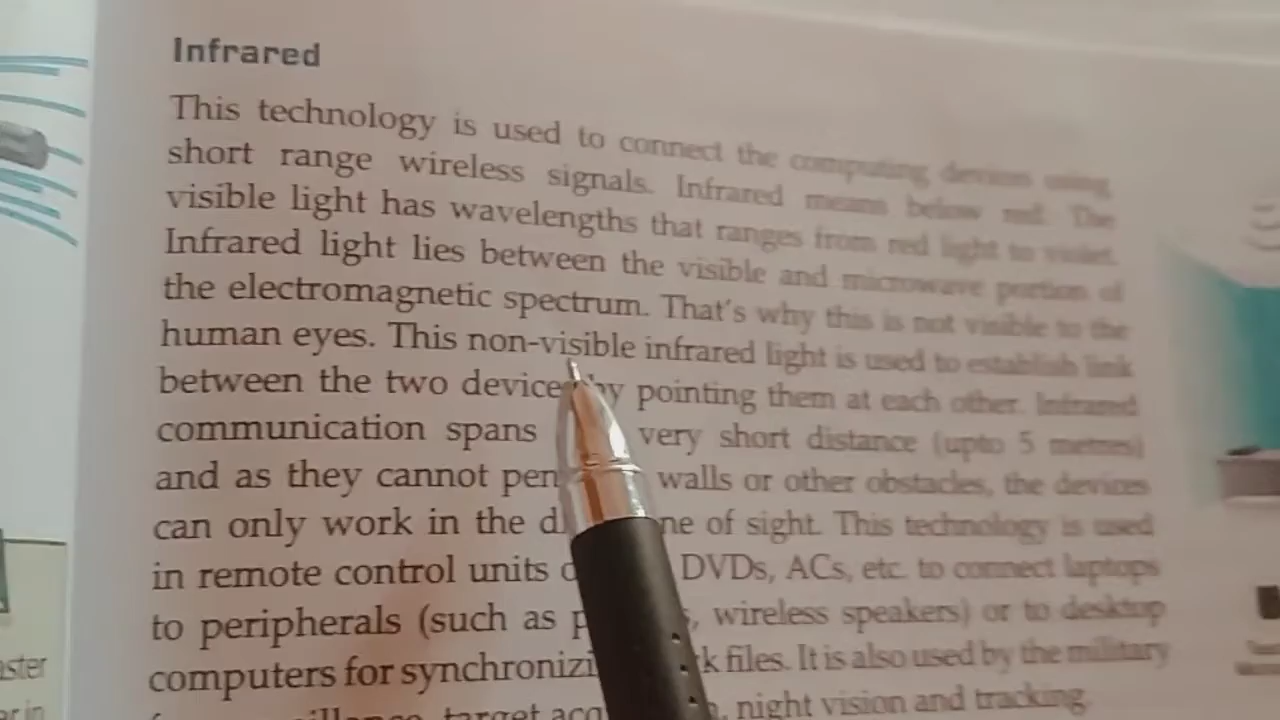 Infrared
This technology is used to connect the computing devices using
short range wireless signals. Infrared means below red. The
visible light has wavelengths that ranges from red light to violet.
Infrared light lies between the visible and microwave portion of
the electromagnetic spectrum. That's why this is not visible to the
human eyes. This non-visible infrared light is used to establish link
between the two device by pointing them at each other. Infrared
communication spans very short distance (upto 5 metres)
and as they cannot pen walls or other obstacles, the devices
can only work in the d ne of sight. This technology is used
in remote control units DVDs, ACs, etc. to connect laptops
to peripherals (such as p , wireless speakers) or to desktop
computers for synchronizi k files. It is also used by the military
target acq , night vision and tracking.
aster
er in